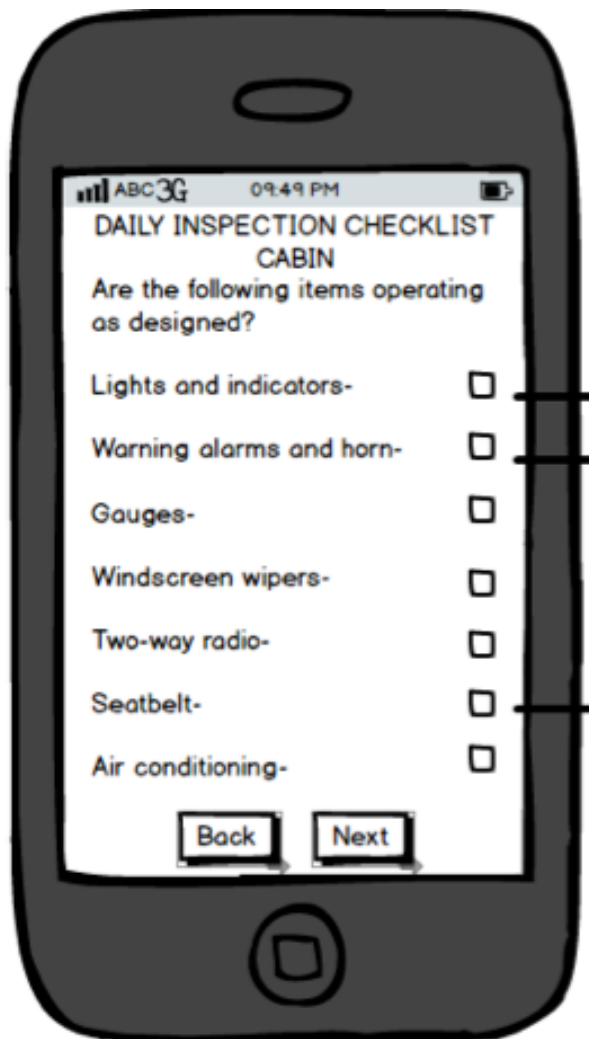 ABC 3G 09:49 PM
DAILY INSPECTION CHECKLIST
CABIN
Are the following items operating
as designed?
Lights and indicators-
Warning alarms and horn-
Gauges-
Windscreen wipers-
Two-way radio-
Seatbelt-
Air conditioning-
Back Next